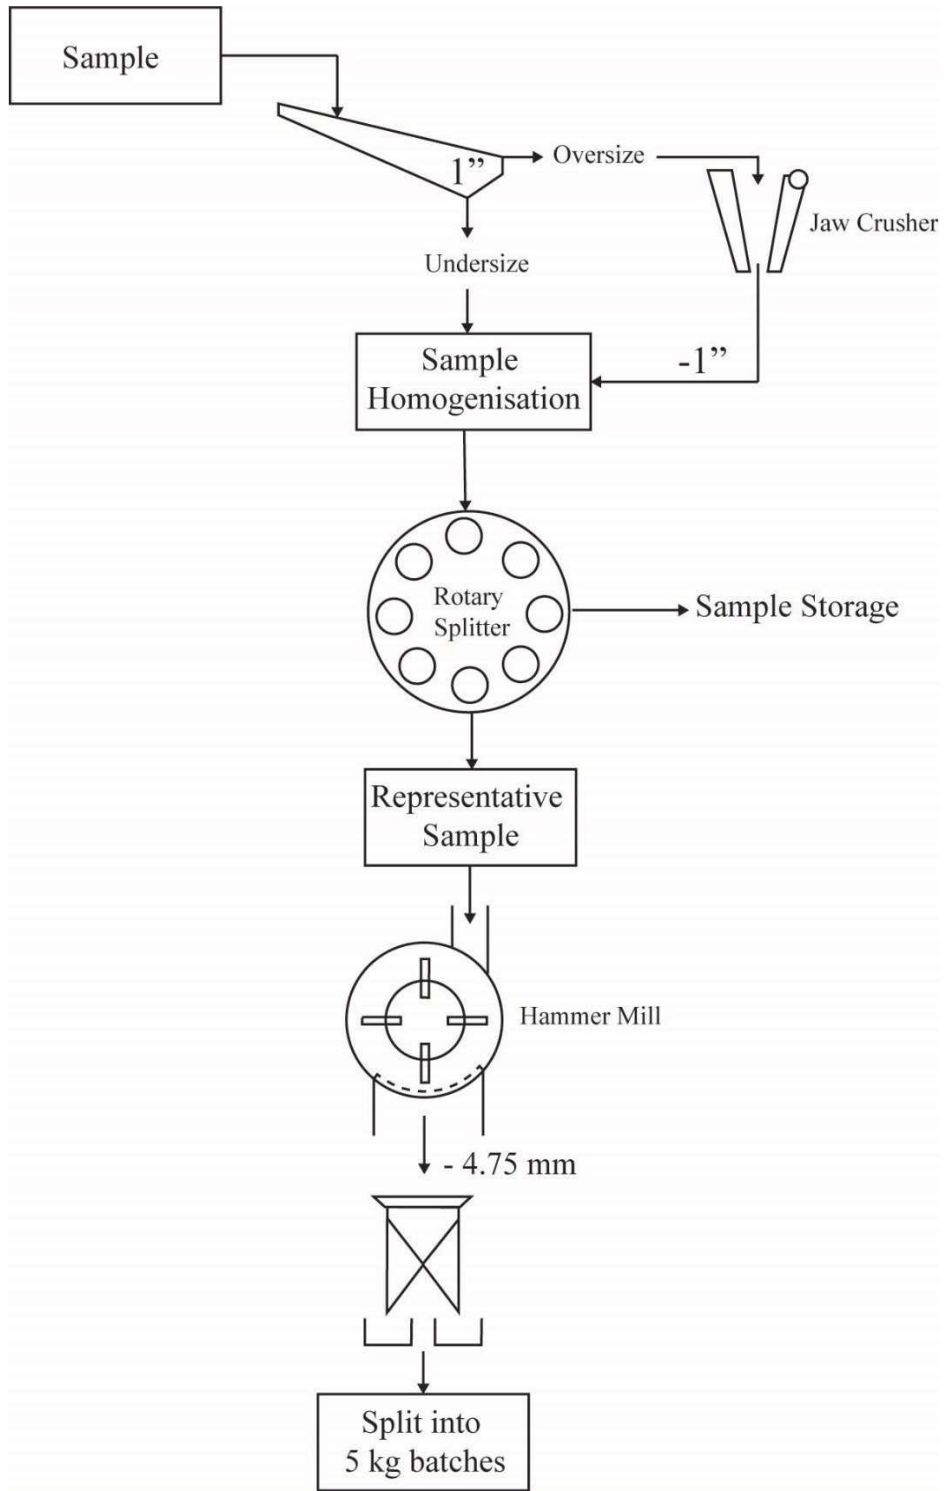 Sample
1”
Oversize
Jaw Crusher
Undersize
-1”
Sample
Homogenisation
Rotary
Splitter
Sample Storage
Representative
Sample
Hammer Mill
- 4.75 mm
Split into
5 kg batches